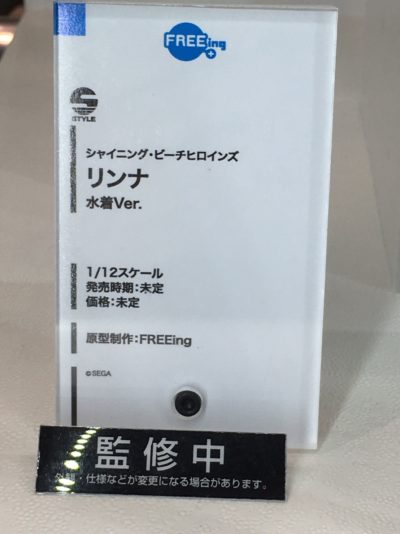 FREEing
S
STYLE
シャイニング・ビーチヒロインズ
リンナ
水着Ver.
1/12スケール
発売時期:未定
価格:未定
原型制作:FREEing
©SEGA
監修中
・仕様などが変更になる場合があります。